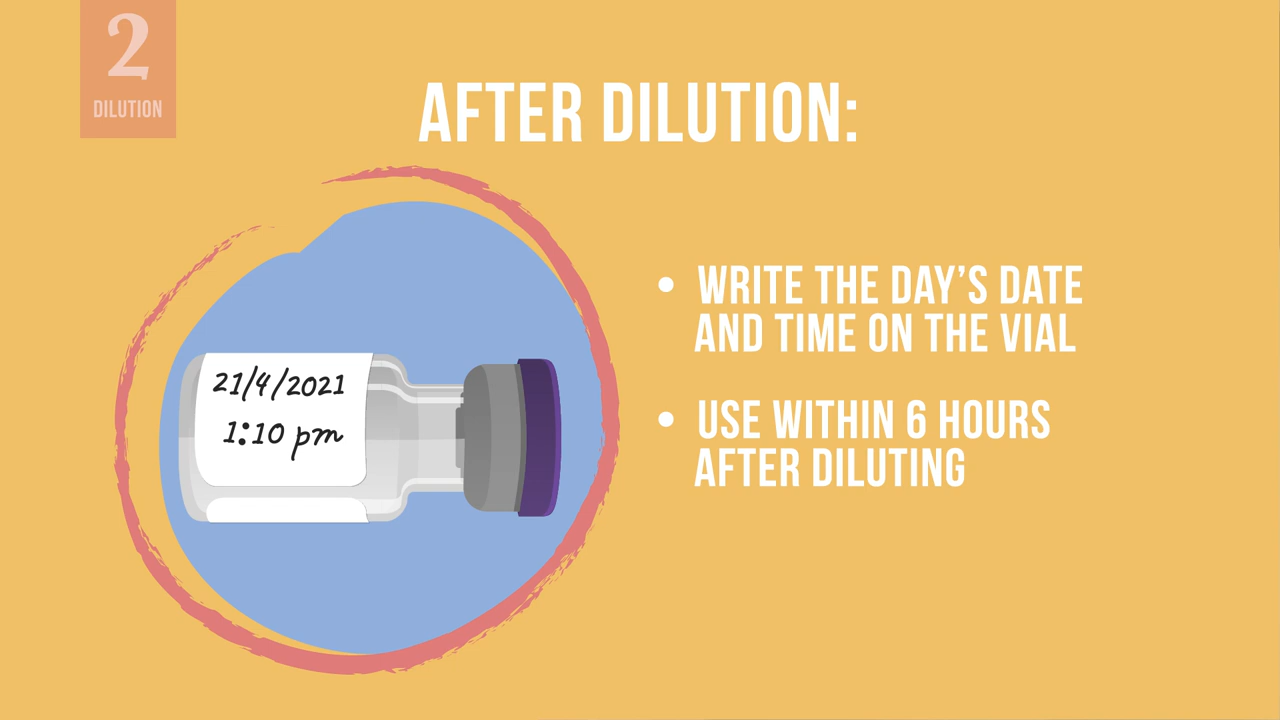 2
DILUTION
AFTER DILUTION:
21/4/2021
1:10 pm
• WRITE THE DAY’S DATE
AND TIME ON THE VIAL
• USE WITHIN 6 HOURS
AFTER DILUTING